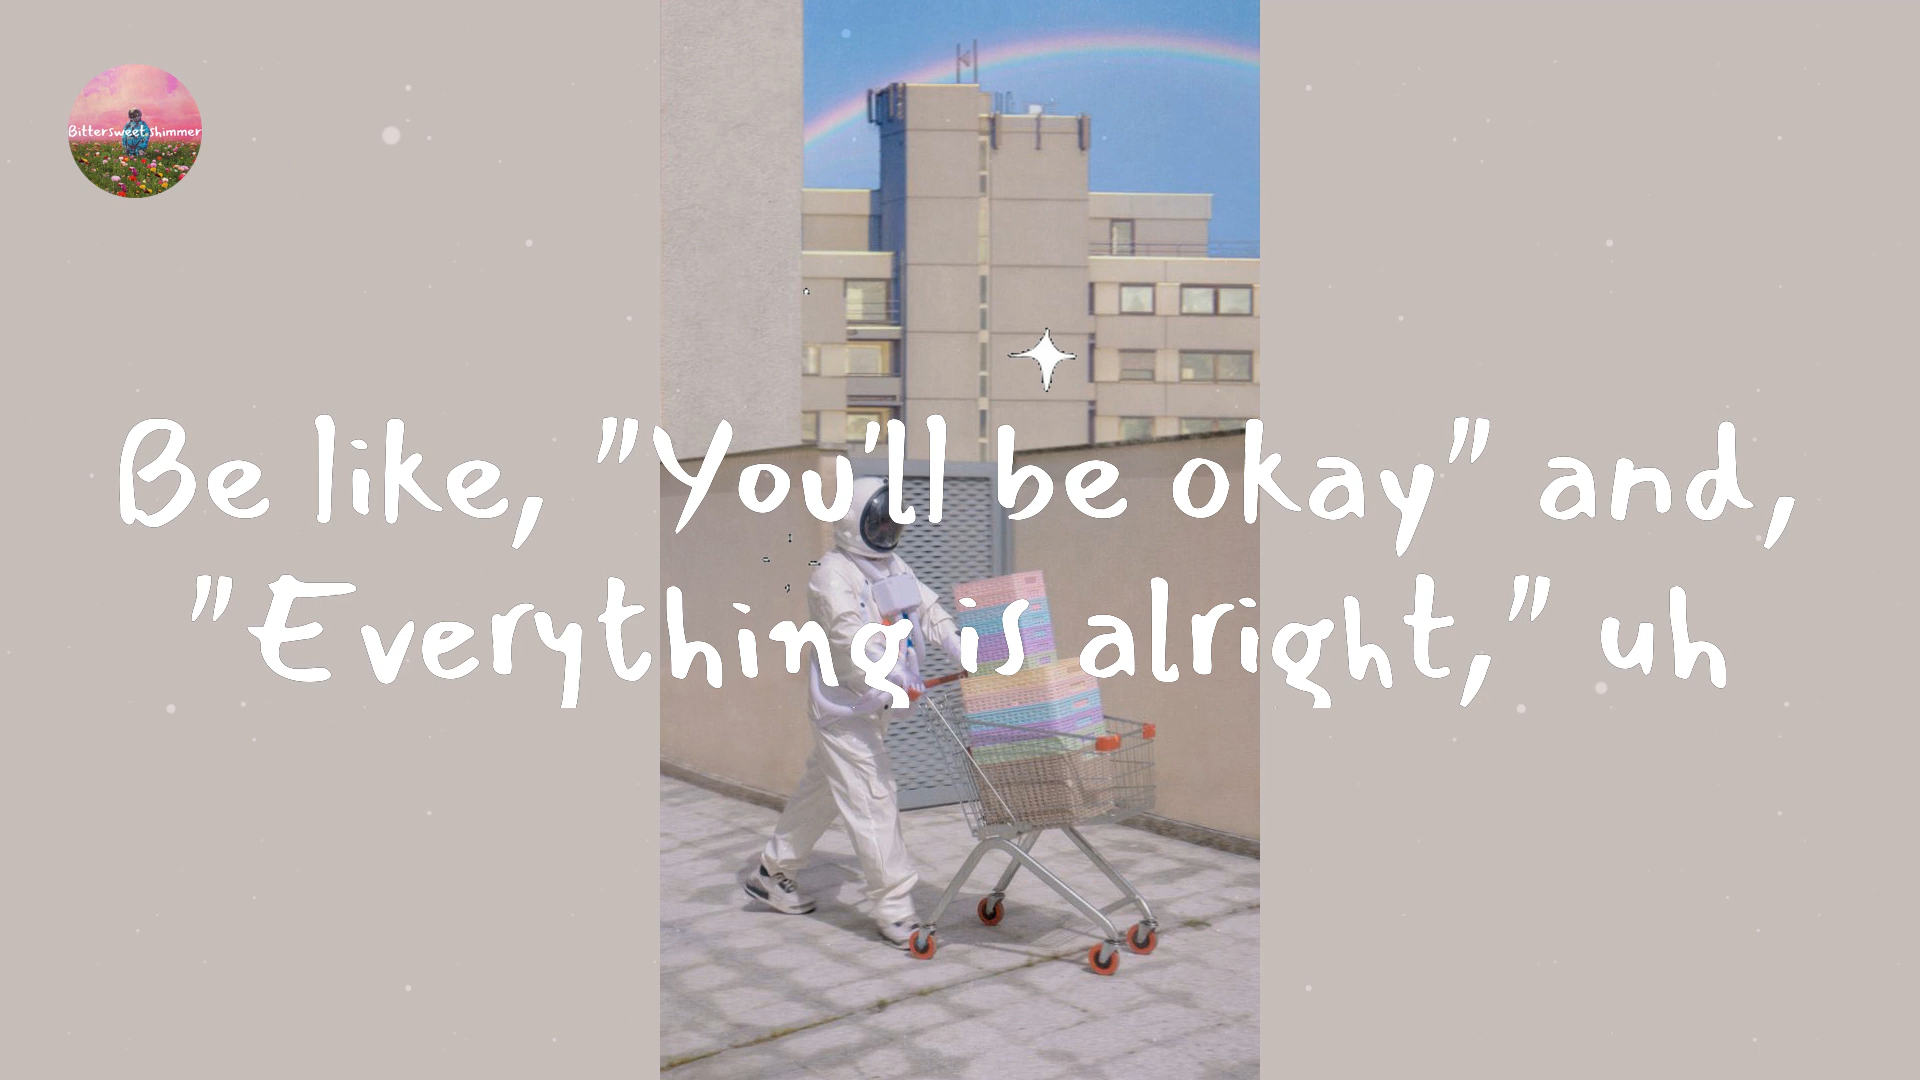 Bittersweet shimmer
Be like, "You'll be okay" and,
"Everything is alright," uh